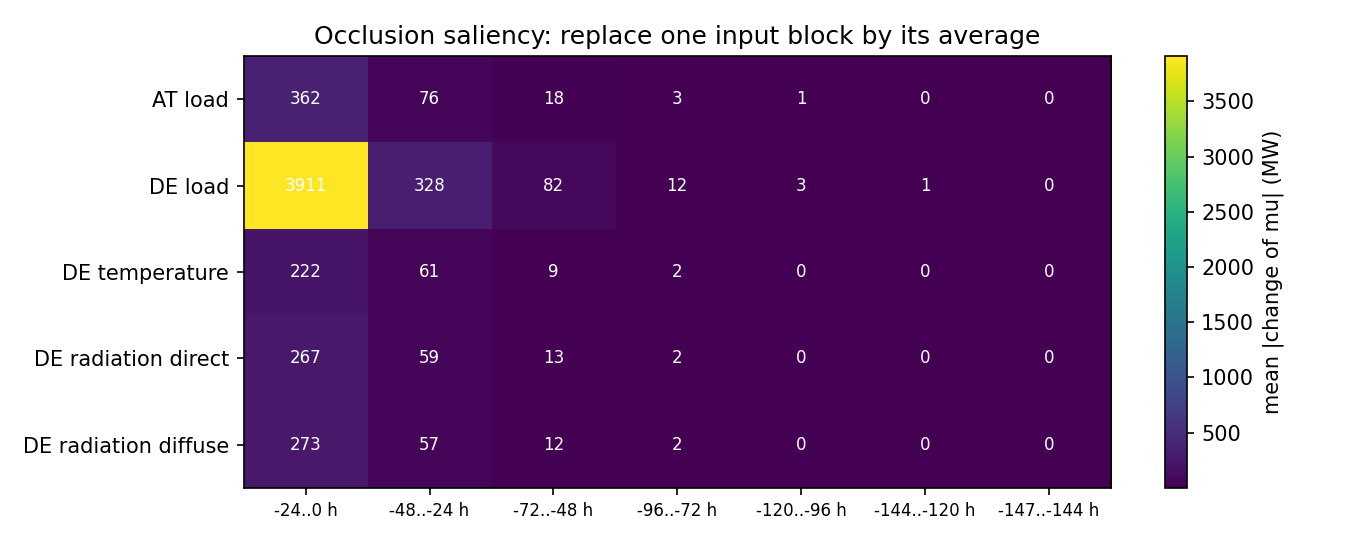 Occlusion saliency: replace one input block by its average
AT load 362 76 18 3 1 0 0
DE load 3911 328 82 12 3 1 0
DE temperature 222 61 9 2 0 0 0
DE radiation direct 267 59 13 2 0 0 0
DE radiation diffuse 273 57 12 2 0 0 0
-24..0 h -48..-24 h -72..-48 h -96..-72 h -120..-96 h -144..-120 h -147..-144 h
3500
3000
2500
2000
1500
1000
500
mean |change of mu| (MW)